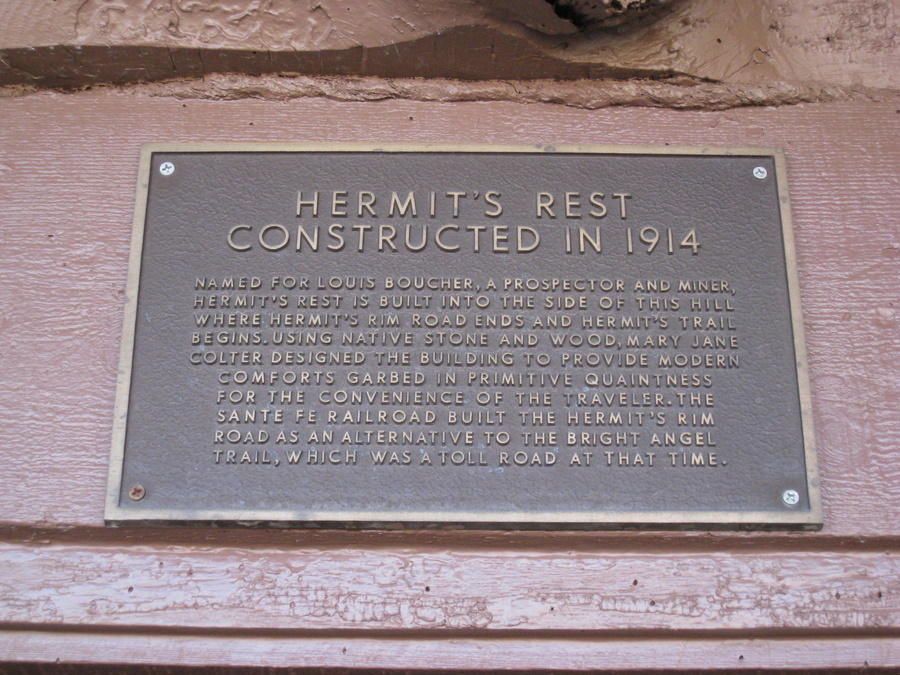 HERMIT'S REST
CONSTRUCTED IN 1914
NAMED FOR LOUIS BOUCHER, A PROSPECTOR AND MINER,
HERMIT'S REST IS BUILT INTO THE SIDE OF THIS HILL
WHERE HERMIT'S RIM ROAD ENDS AND HERMIT'S TRAIL
BEGINS. USING NATIVE STONE AND WOOD, MARY JANE
COLTER DESIGNED THE BUILDING TO PROVIDE MODERN
COMFORTS GARBED IN PRIMITIVE QUAINTNESS
FOR THE CONVENIENCE OF THE TRAVELER. THE
SANTE FE RAILROAD BUILT THE HERMIT'S RIM
ROAD AS AN ALTERNATIVE TO THE BRIGHT ANGEL
TRAIL, WHICH WAS A TOLL ROAD AT THAT TIME.